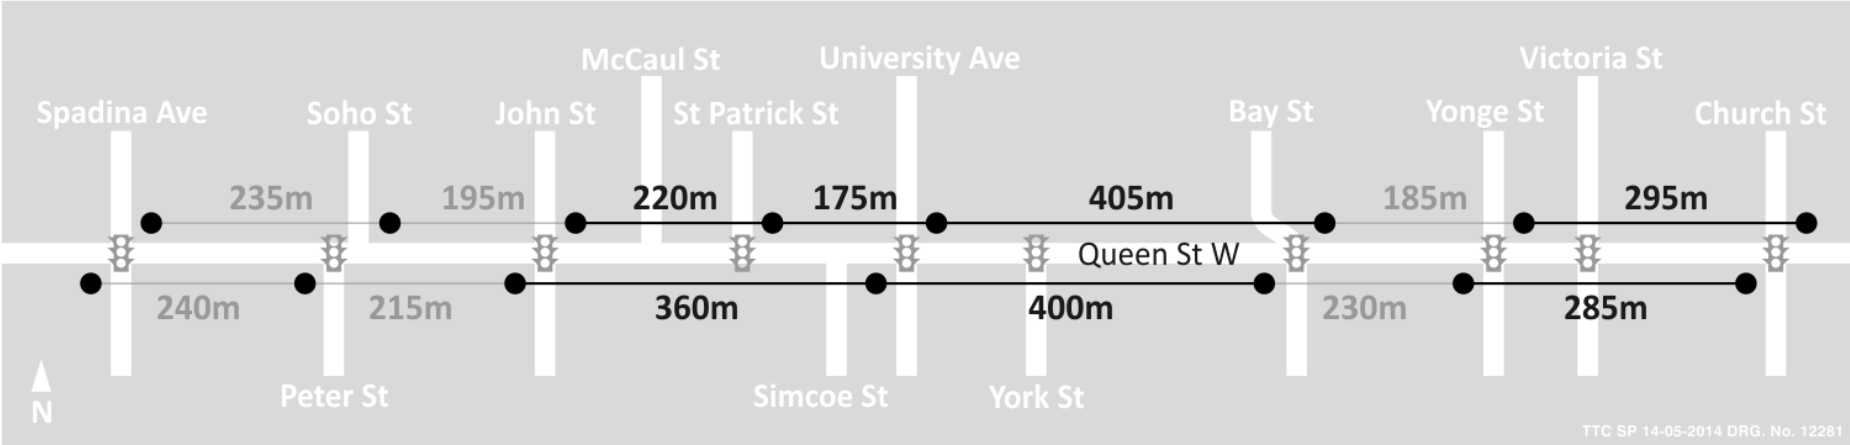 McCaul St
University Ave
Victoria St
Spadina Ave
Soho St
John St
St Patrick St
Bay St
Yonge St
Church St
235m
195m
220m
175m
405m
185m
295m
Queen St W
240m
215m
360m
400m
230m
285m
Peter St
Simcoe St
York St
N
TTC SP 14-05-2014 DRG. No. 12281